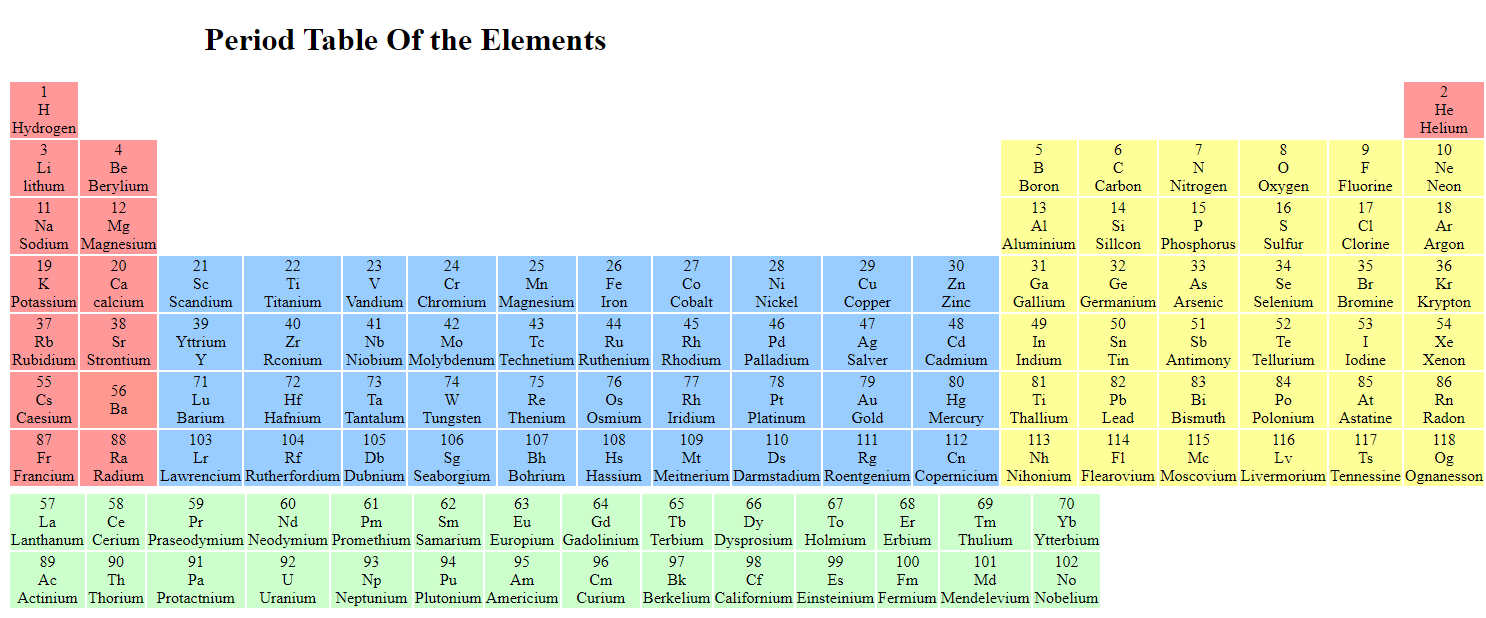 Period Table Of the Elements
1 2
H He
Hydrogen Helium
3 4 5 6 7 8 9 10
Li Be B C N O F Ne
lithum Berylium Boron Carbon Nitrogen Oxygen Fluorine Neon
11 12 13 14 15 16 17 18
Na Mg Al Si P S Cl Ar
Sodium Magnesium Aluminium Sillcon Phosphorus Sulfur Clorine Argon
19 20 21 22 23 24 25 26 27 28 29 30 31 32 33 34 35 36
K Ca Sc Ti V Cr Mn Fe Co Ni Cu Zn Ga Ge As Se Br Kr
Potassium calcium Scandium Titanium Vandium Chromium Magnesium Iron Cobalt Nickel Copper Zinc Gallium Germanium Arsenic Selenium Bromine Krypton
37 38 39 40 41 42 43 44 45 46 47 48 49 50 51 52 53 54
Rb Sr Yttrium Zr Nb Mo Tc Ru Rh Pd Ag Cd In Sn Sb Te I Xe
Rubidium Strontium Y Rconium Niobium Molybdenum Technetium Ruthenium Rhodium Palladium Salver Cadmium Indium Tin Antimony Tellurium Iodine Xenon
55 56 71 72 73 74 75 76 77 78 79 80 81 82 83 84 85 86
Cs Ba Lu Hf Ta W Re Os Rh Pt Au Hg Ti Pb Bi Po At Rn
Caesium Barium Hafnium Tantalum Tungsten Thenium Osmium Iridium Platinum Gold Mercury Thallium Lead Bismuth Polonium Astatine Radon
87 88 103 104 105 106 107 108 109 110 111 112 113 114 115 116 117 118
Fr Ra Lr Rf Db Sg Bh Hs Mt Ds Rg Cn Nh Fl Mc Lv Ts Og
Francium Radium Lawrencium Rutherfordium Dubnium Seaborgium Bohrium Hassium Meitnerium Darmstadium Roentgenium Copernicium Nihonium Flearovium Moscovium Livermorium Tennessine Ognanesson
57 58 59 60 61 62 63 64 65 66 67 68 69 70
La Ce Pr Nd Pm Sm Eu Gd Tb Dy To Er Tm Yb
Lanthanum Cerium Praseodymium Neodymium Promethium Samarium Europium Gadolinium Terbium Dysprosium Holmium Erbium Thulium Ytterbium
89 90 91 92 93 94 95 96 97 98 99 100 101 102
Ac Th Pa U Np Pu Am Cm Bk Cf Es Fm Md No
Actinium Thorium Protactnium Uranium Neptunium Plutonium Americium Curium Berkelium Californium Einsteinium Fermium Mendelevium Nobelium